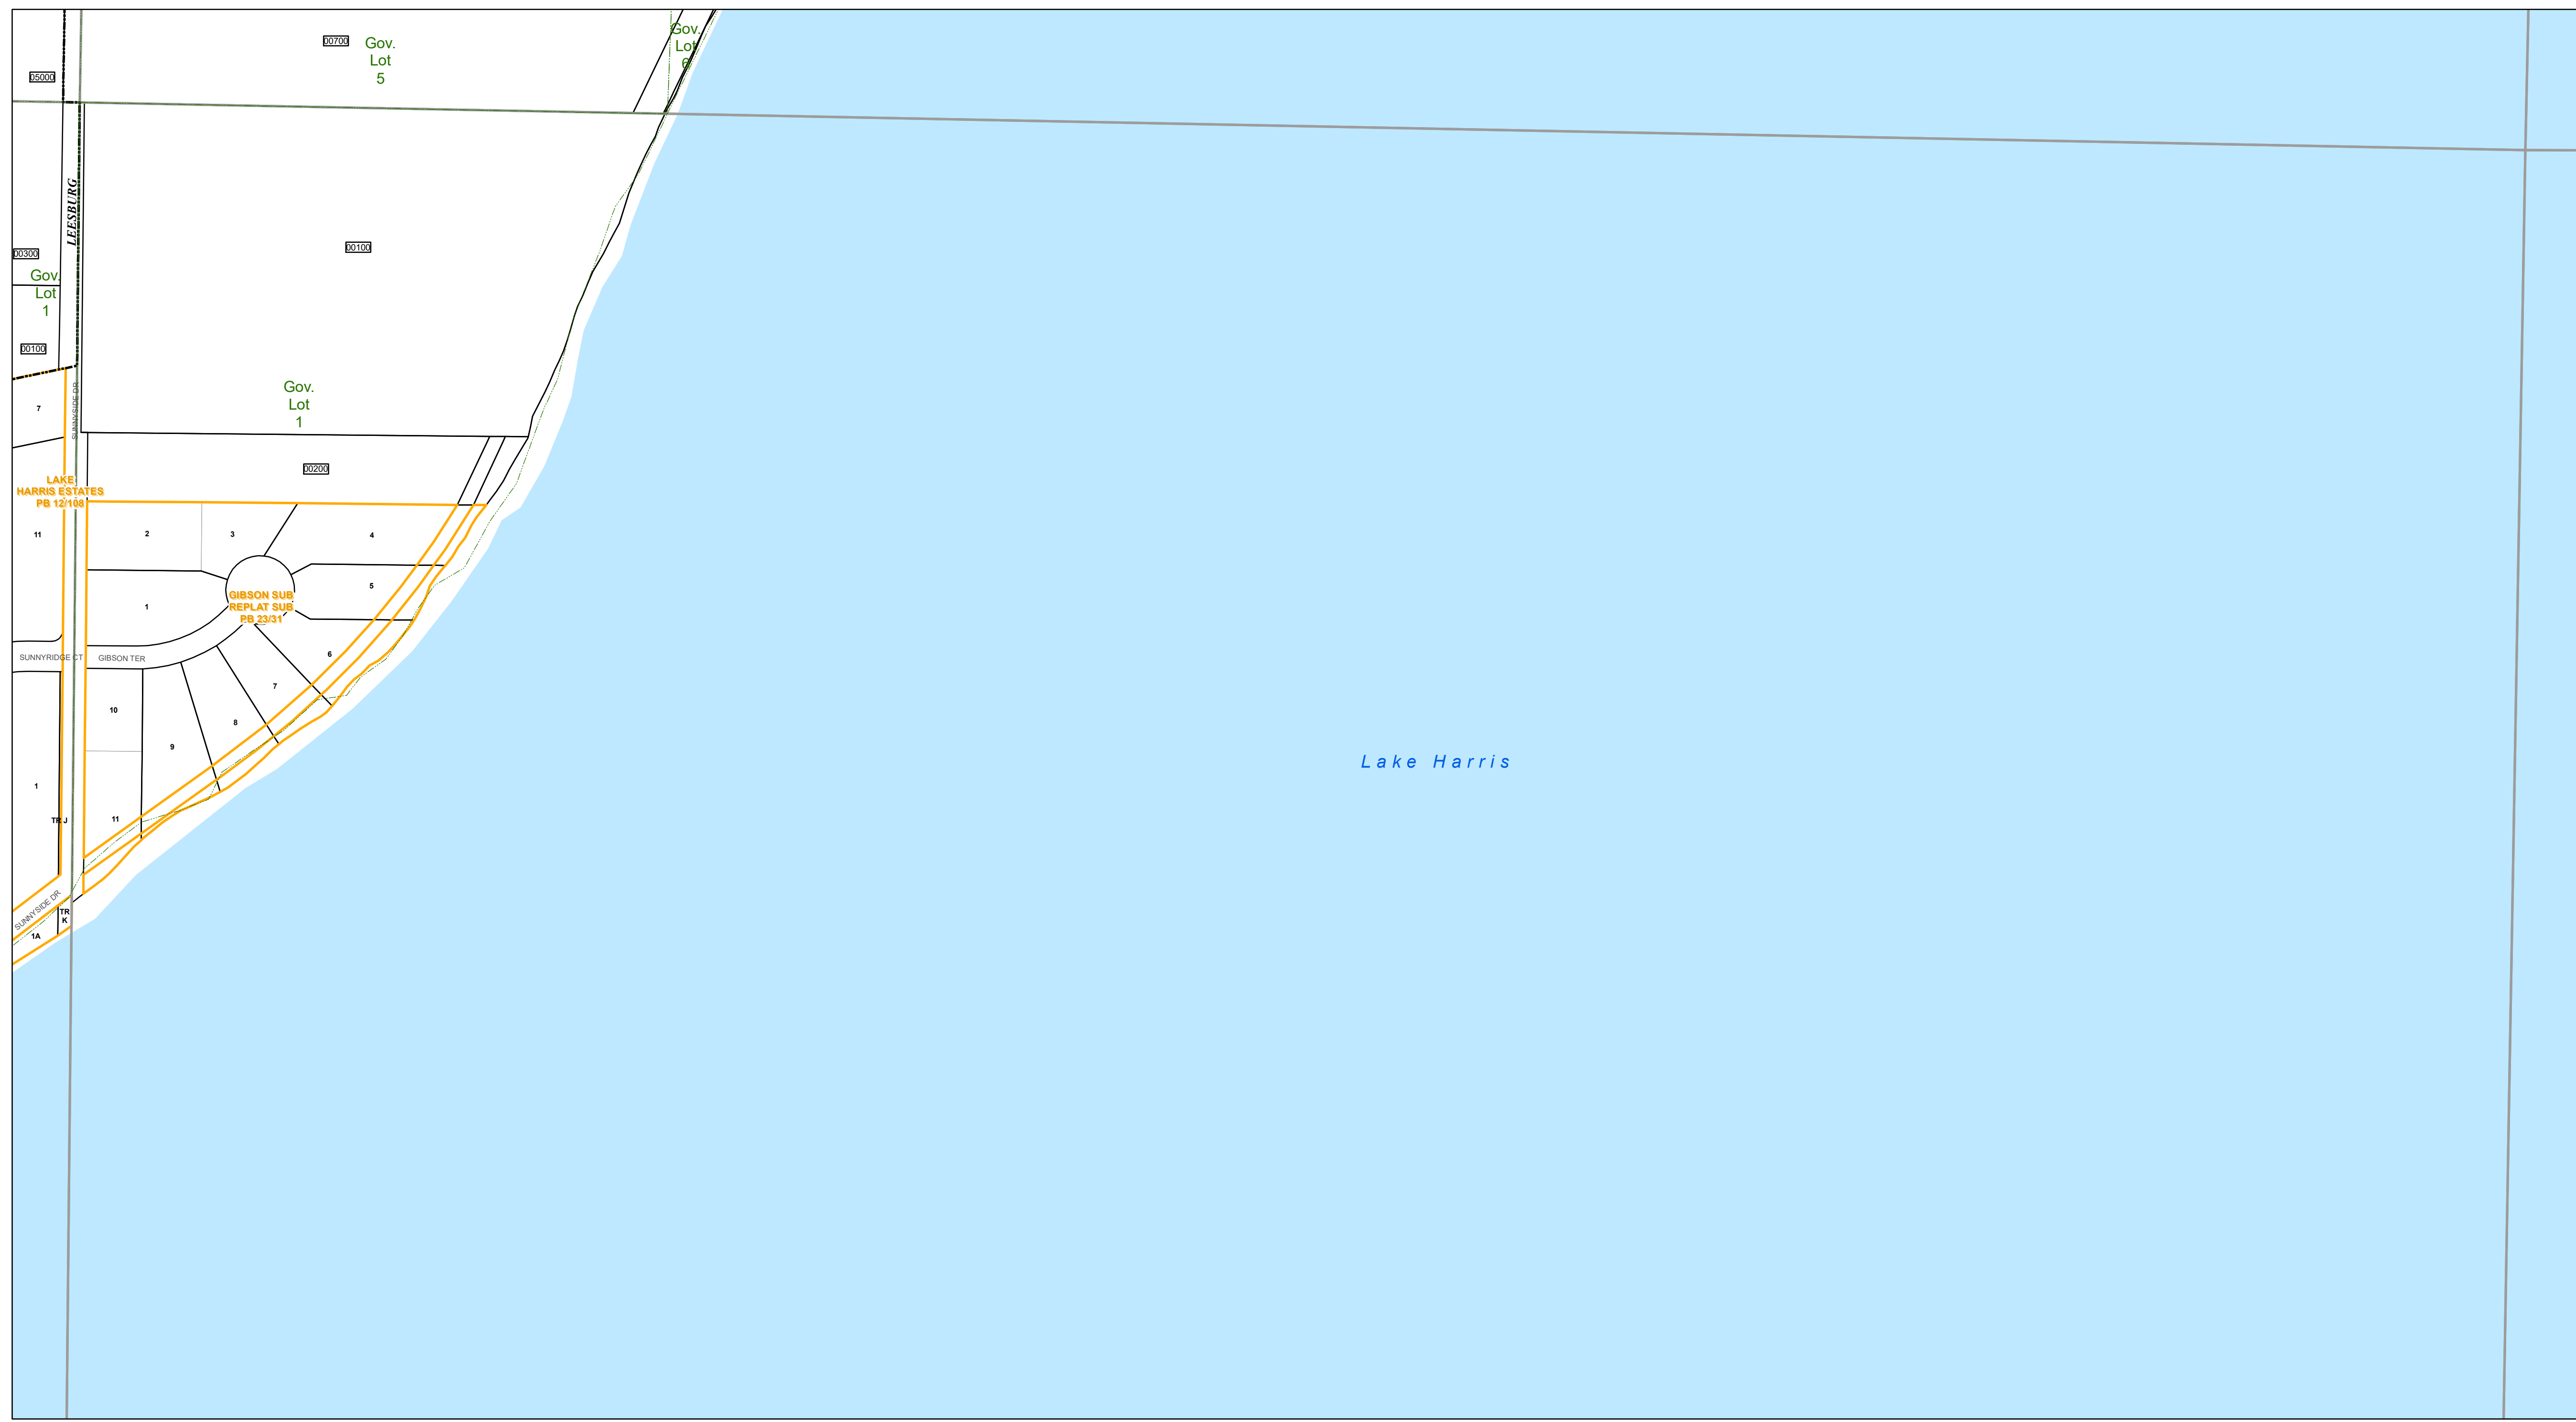 00700
Gov.
Lot
5
Gov.
Lot
6
05000
LEESBURG
00300
Gov.
Lot
1
00100
00100
7
SUNNYSIDE DR
Gov.
Lot
1
00200
LAKE
HARRIS ESTATES
PB 12/108
11
2
3
4
5
1
GIBSON SUB
REPLAT SUB
PB 23/31
SUNNYRIDGE CT
GIBSON TER
6
7
10
8
9
1
TR J
11
SUNNYSIDE DR
TR
K
1A
Lake Harris